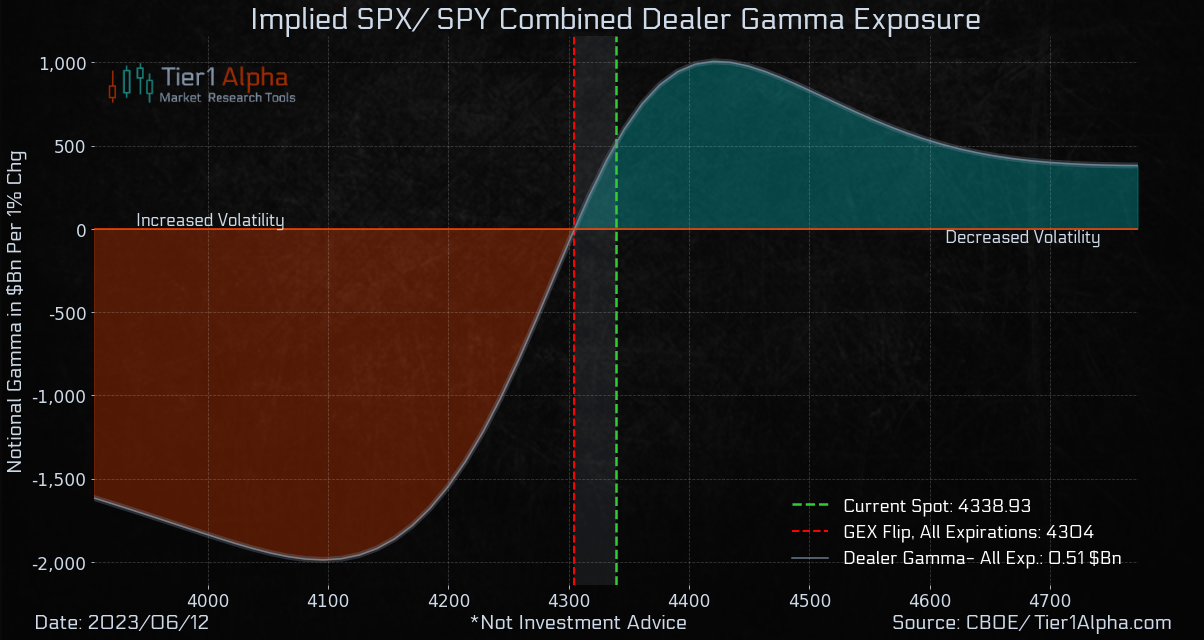 Implied SPX/ SPY Combined Dealer Gamma Exposure
Tier1 Alpha
Market Research Tools
Notional Gamma in $Bn Per 1% Chg
1,000
500
0
-500
-1,000
-1,500
-2,000
Increased Volatility
Decreased Volatility
Current Spot: 4338.93
GEX Flip, All Expirations: 4304
Dealer Gamma- All Exp.: 0.51 $Bn
4000 4100 4200 4300 4400 4500 4600 4700
Date: 2023/06/12 *Not Investment Advice Source: CBOE/ Tier1Alpha.com